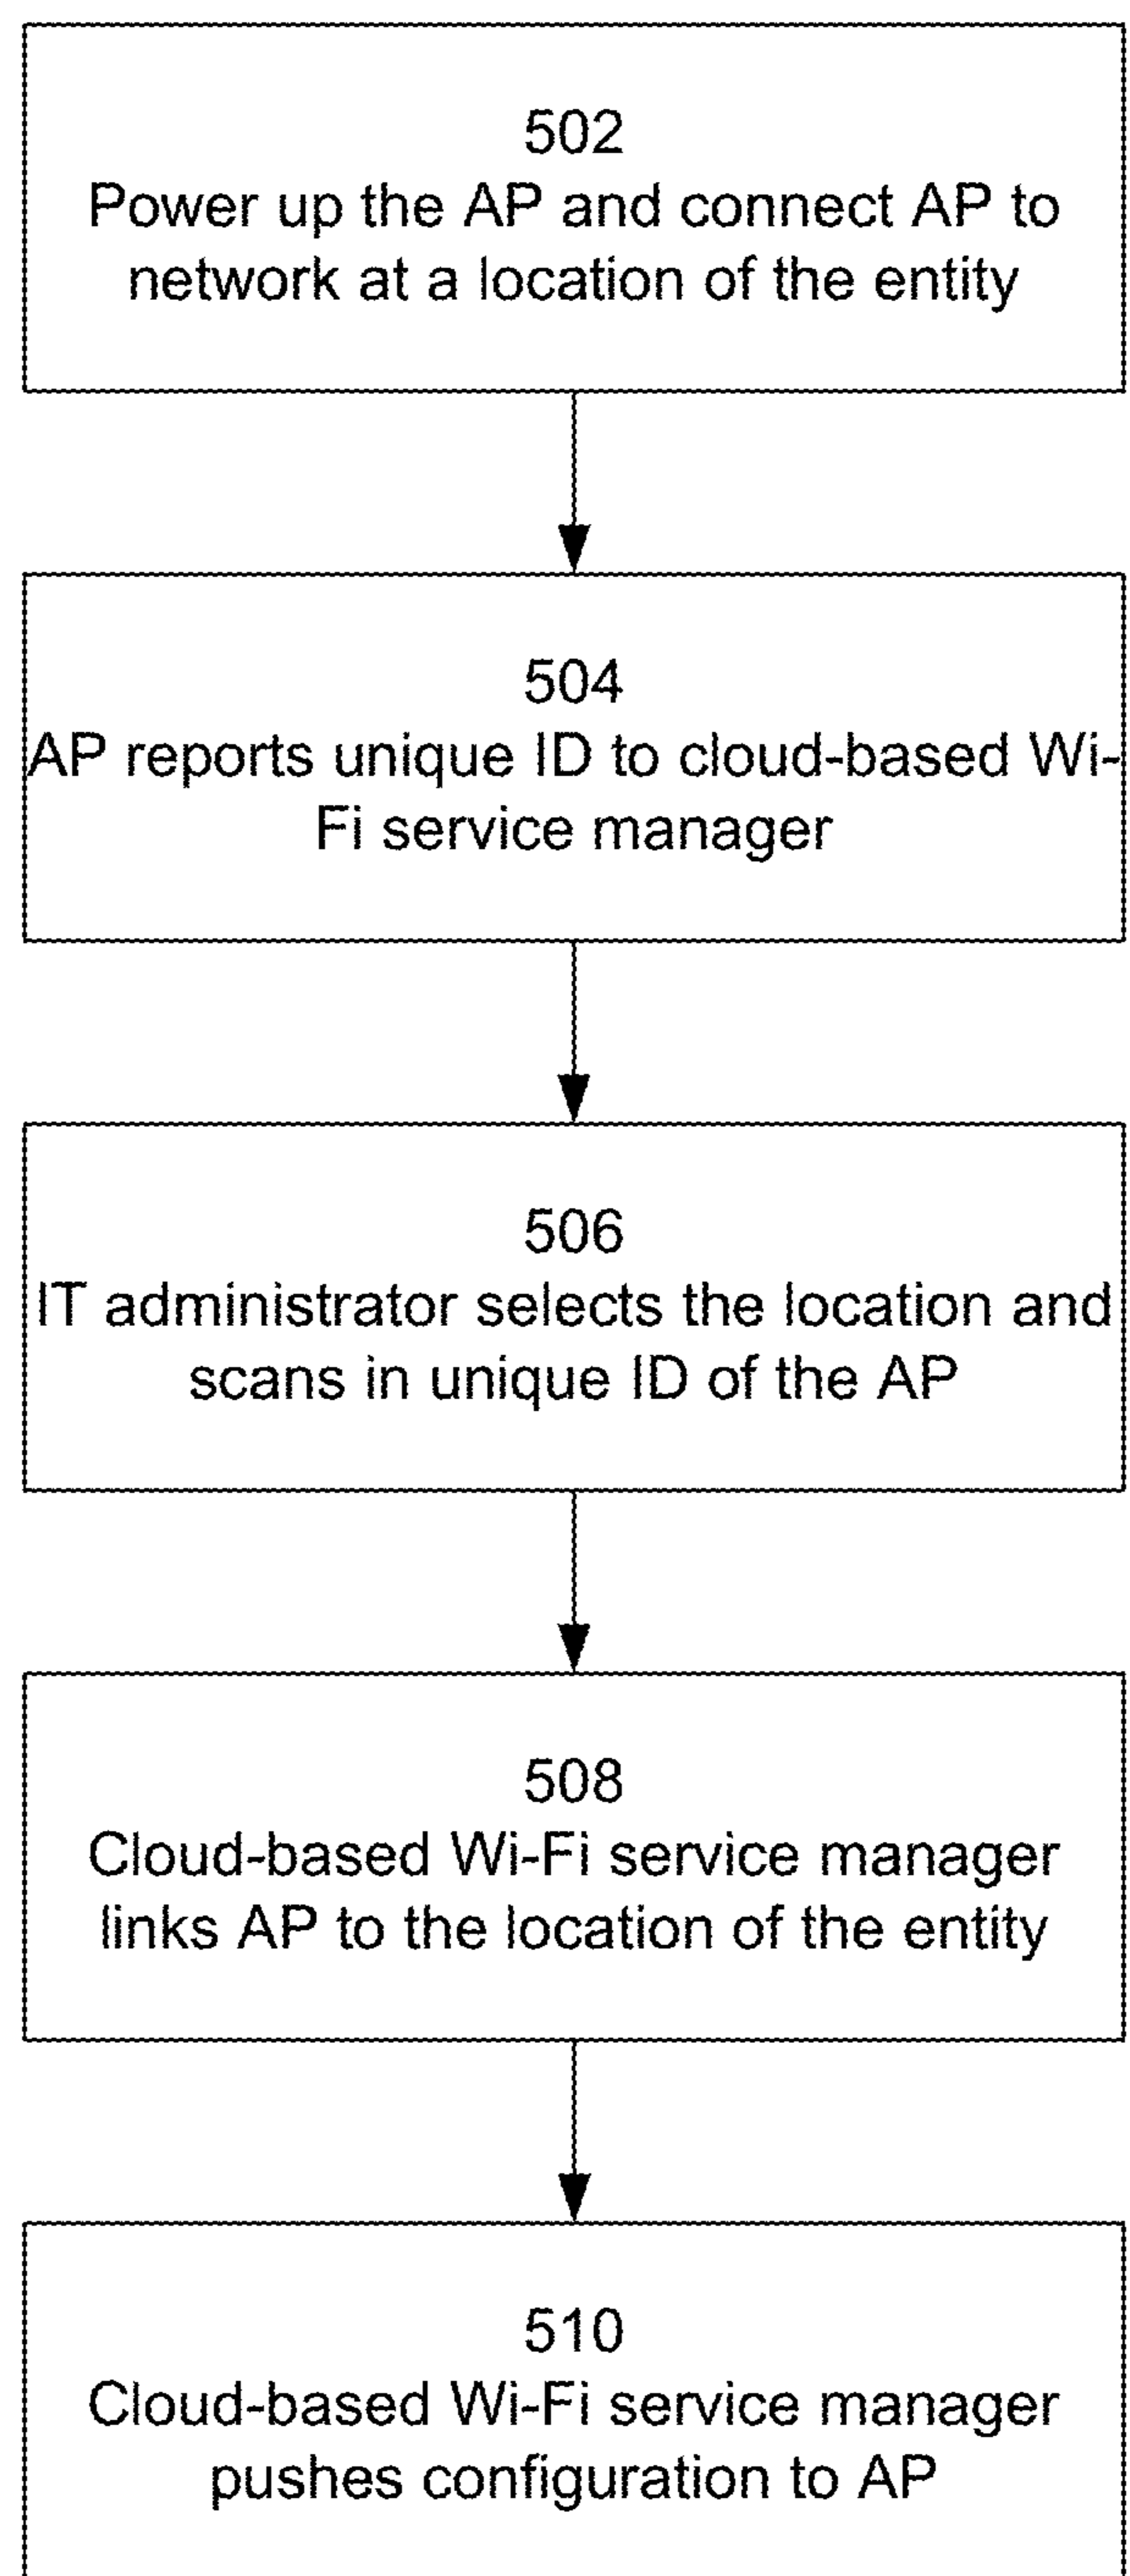 502
Power up the AP and connect AP to
network at a location of the entity
504
AP reports unique ID to cloud-based Wi-
Fi service manager
506
IT administrator selects the location and
scans in unique ID of the AP
508
Cloud-based Wi-Fi service manager
links AP to the location of the entity
510
Cloud-based Wi-Fi service manager
pushes configuration to AP